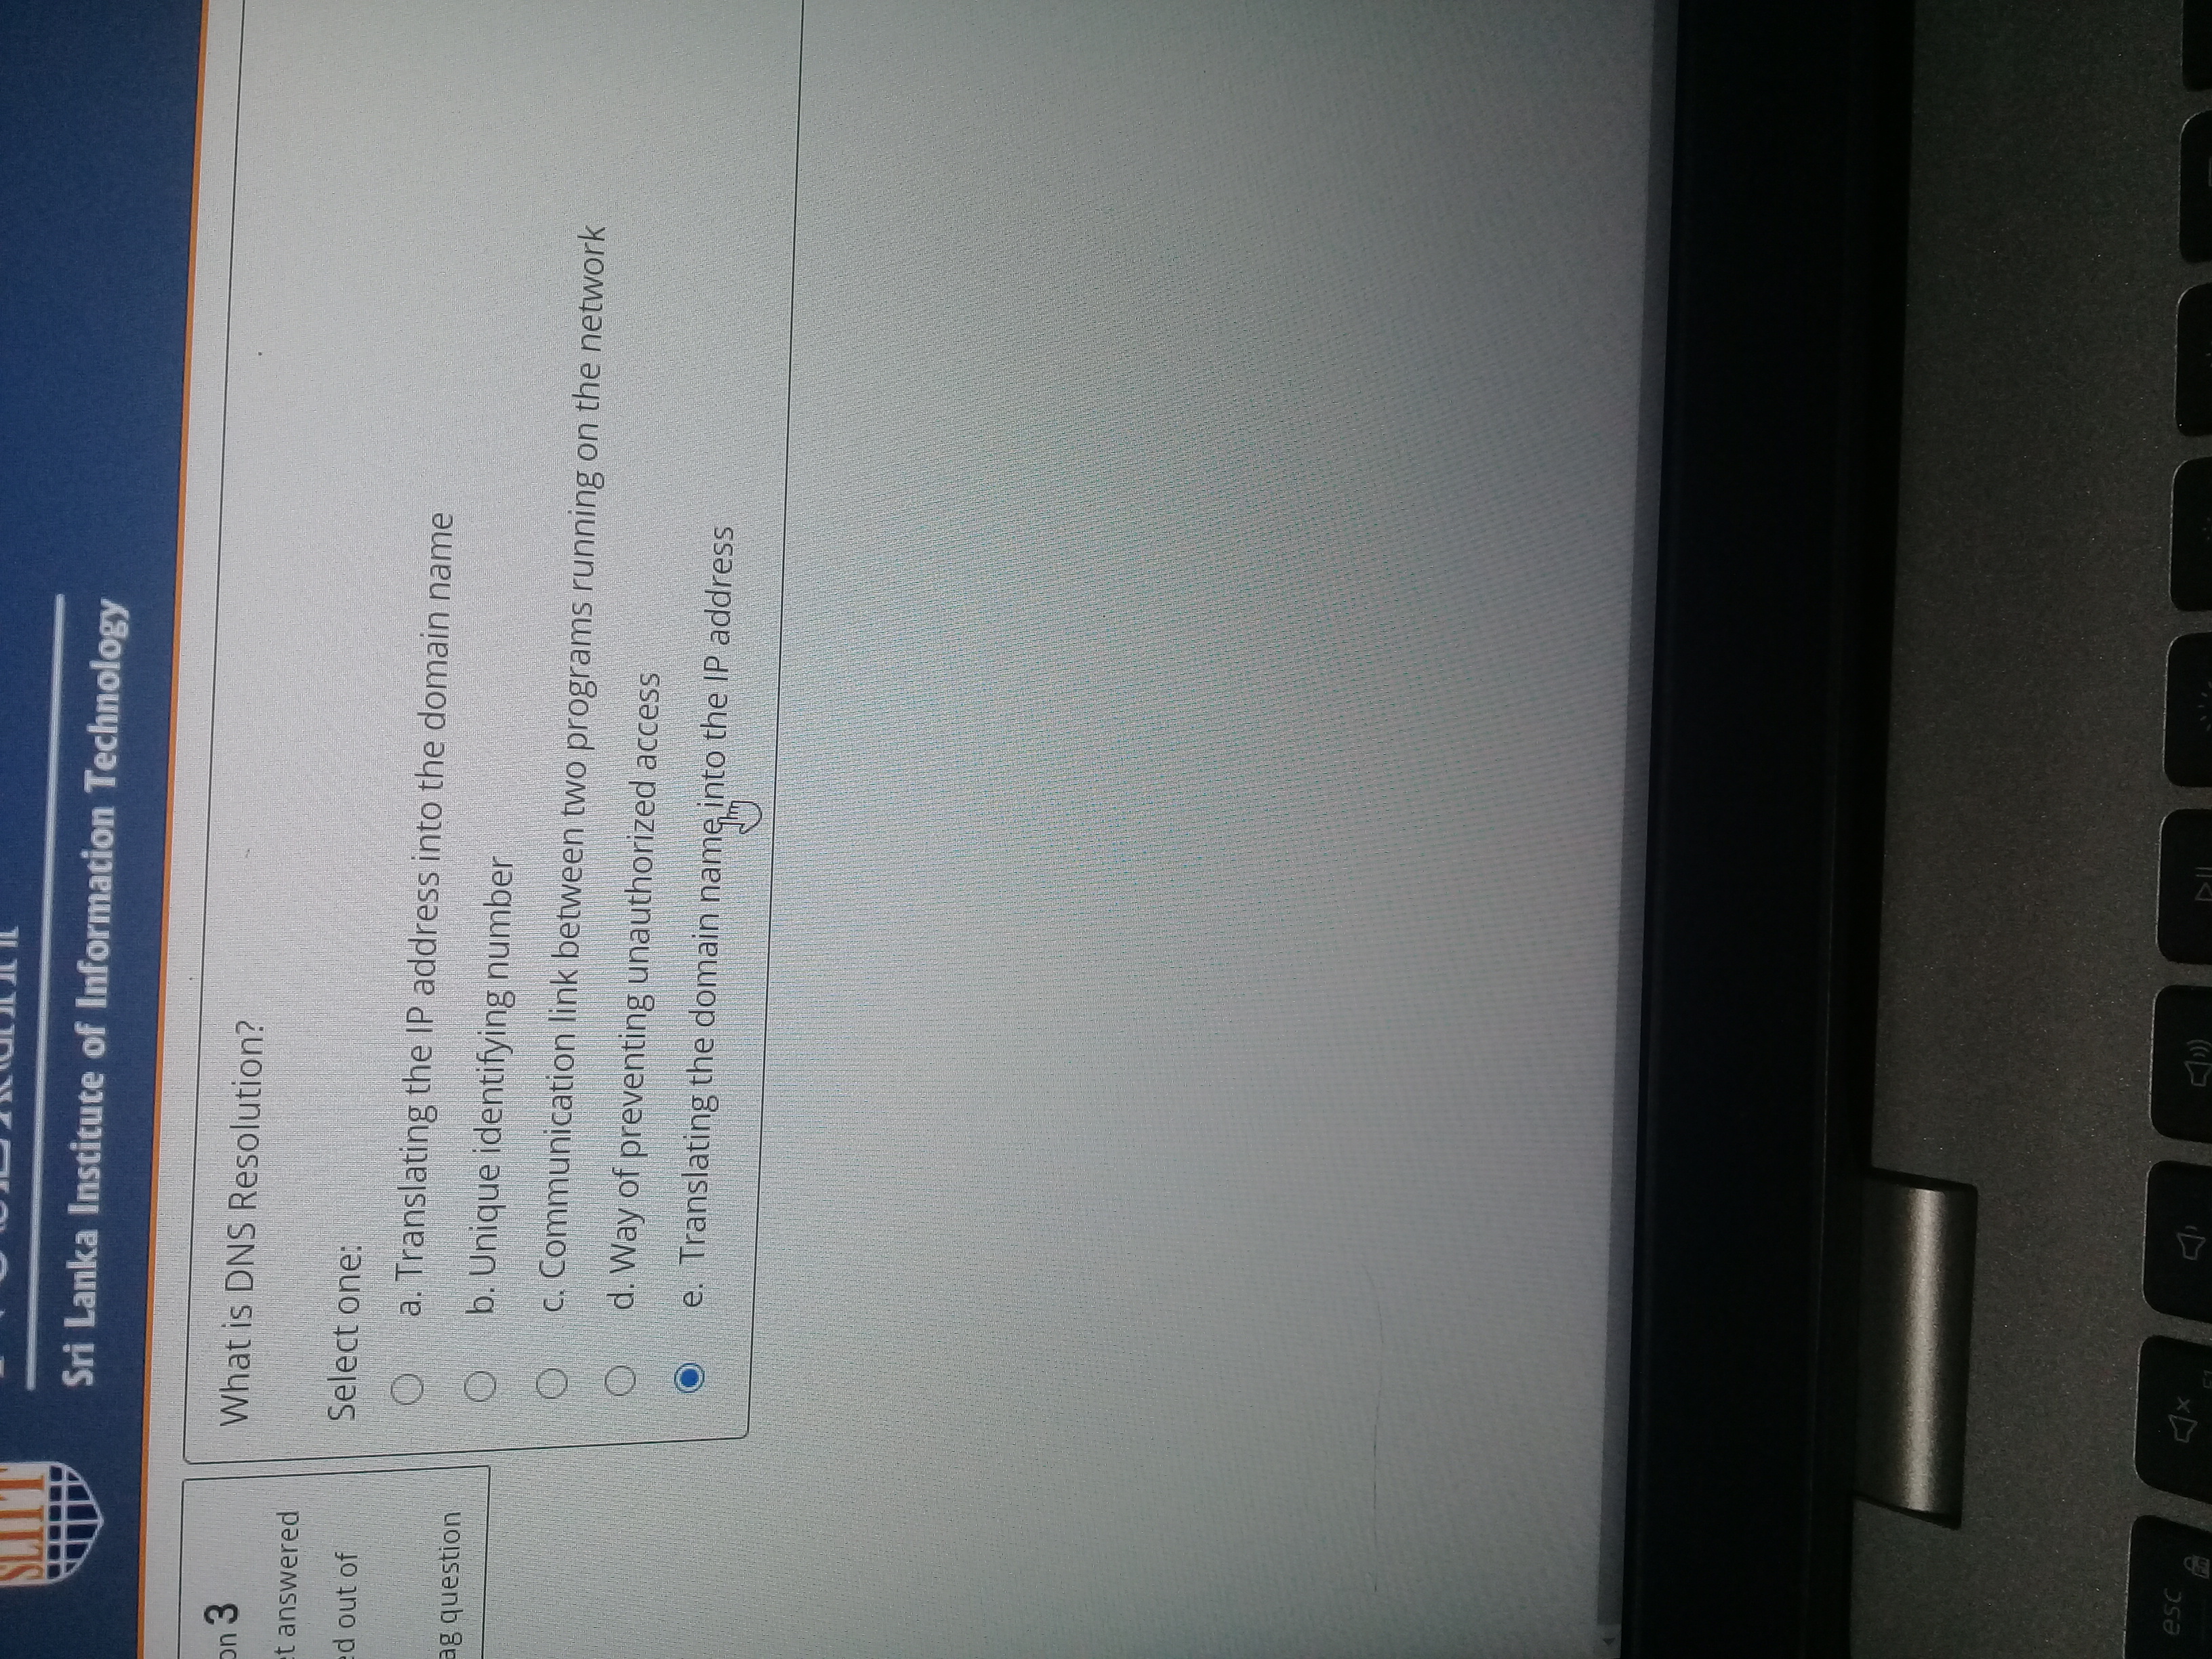 SLIIT
Sri Lanka Institute of Information Technology
on 3
et answered
ed out of
ag question
What is DNS Resolution?
Select one:
a. Translating the IP address into the domain name
b. Unique identifying number
c. Communication link between two programs running on the network
d. Way of preventing unauthorized access
e. Translating the domain name into the IP address
esc